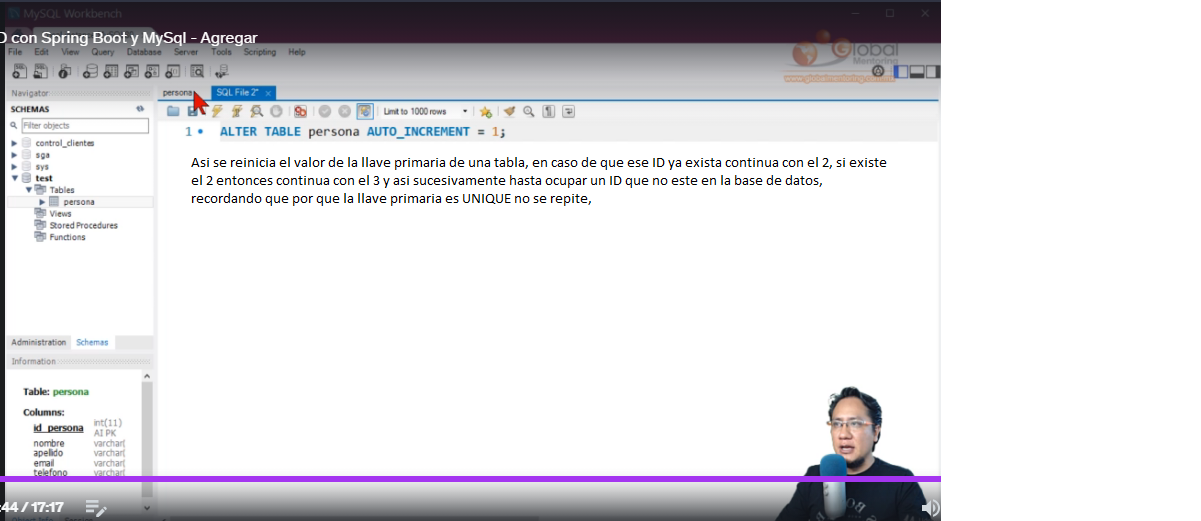 MySQL Workbench
D con Spring Boot y MySql - Agregar
File Edit View Query Database Server Tools Scripting Help
Global
Mentoring
Navigator
persona
SQL File 2*
SCHEMAS
Filter objects
Limit to 1000 rows
1 ALTER TABLE persona AUTO_INCREMENT = 1;
control_clientes
sga
sys
test
Tables
persona
Views
Stored Procedures
Functions
Asi se reinicia el valor de la llave primaria de una tabla, en caso de que ese ID ya exista continua con el 2, si existe
el 2 entonces continua con el 3 y asi sucesivamente hasta ocupar un ID que no este en la base de datos,
recordando que por que la llave primaria es UNIQUE no se repite,
Administration Schemas
Information
Table: persona
Columns:
id_persona int(11)
AI PK
nombre varchar(
apellido varchar(
email varchar(
telefono varchar(
:44 / 17:17